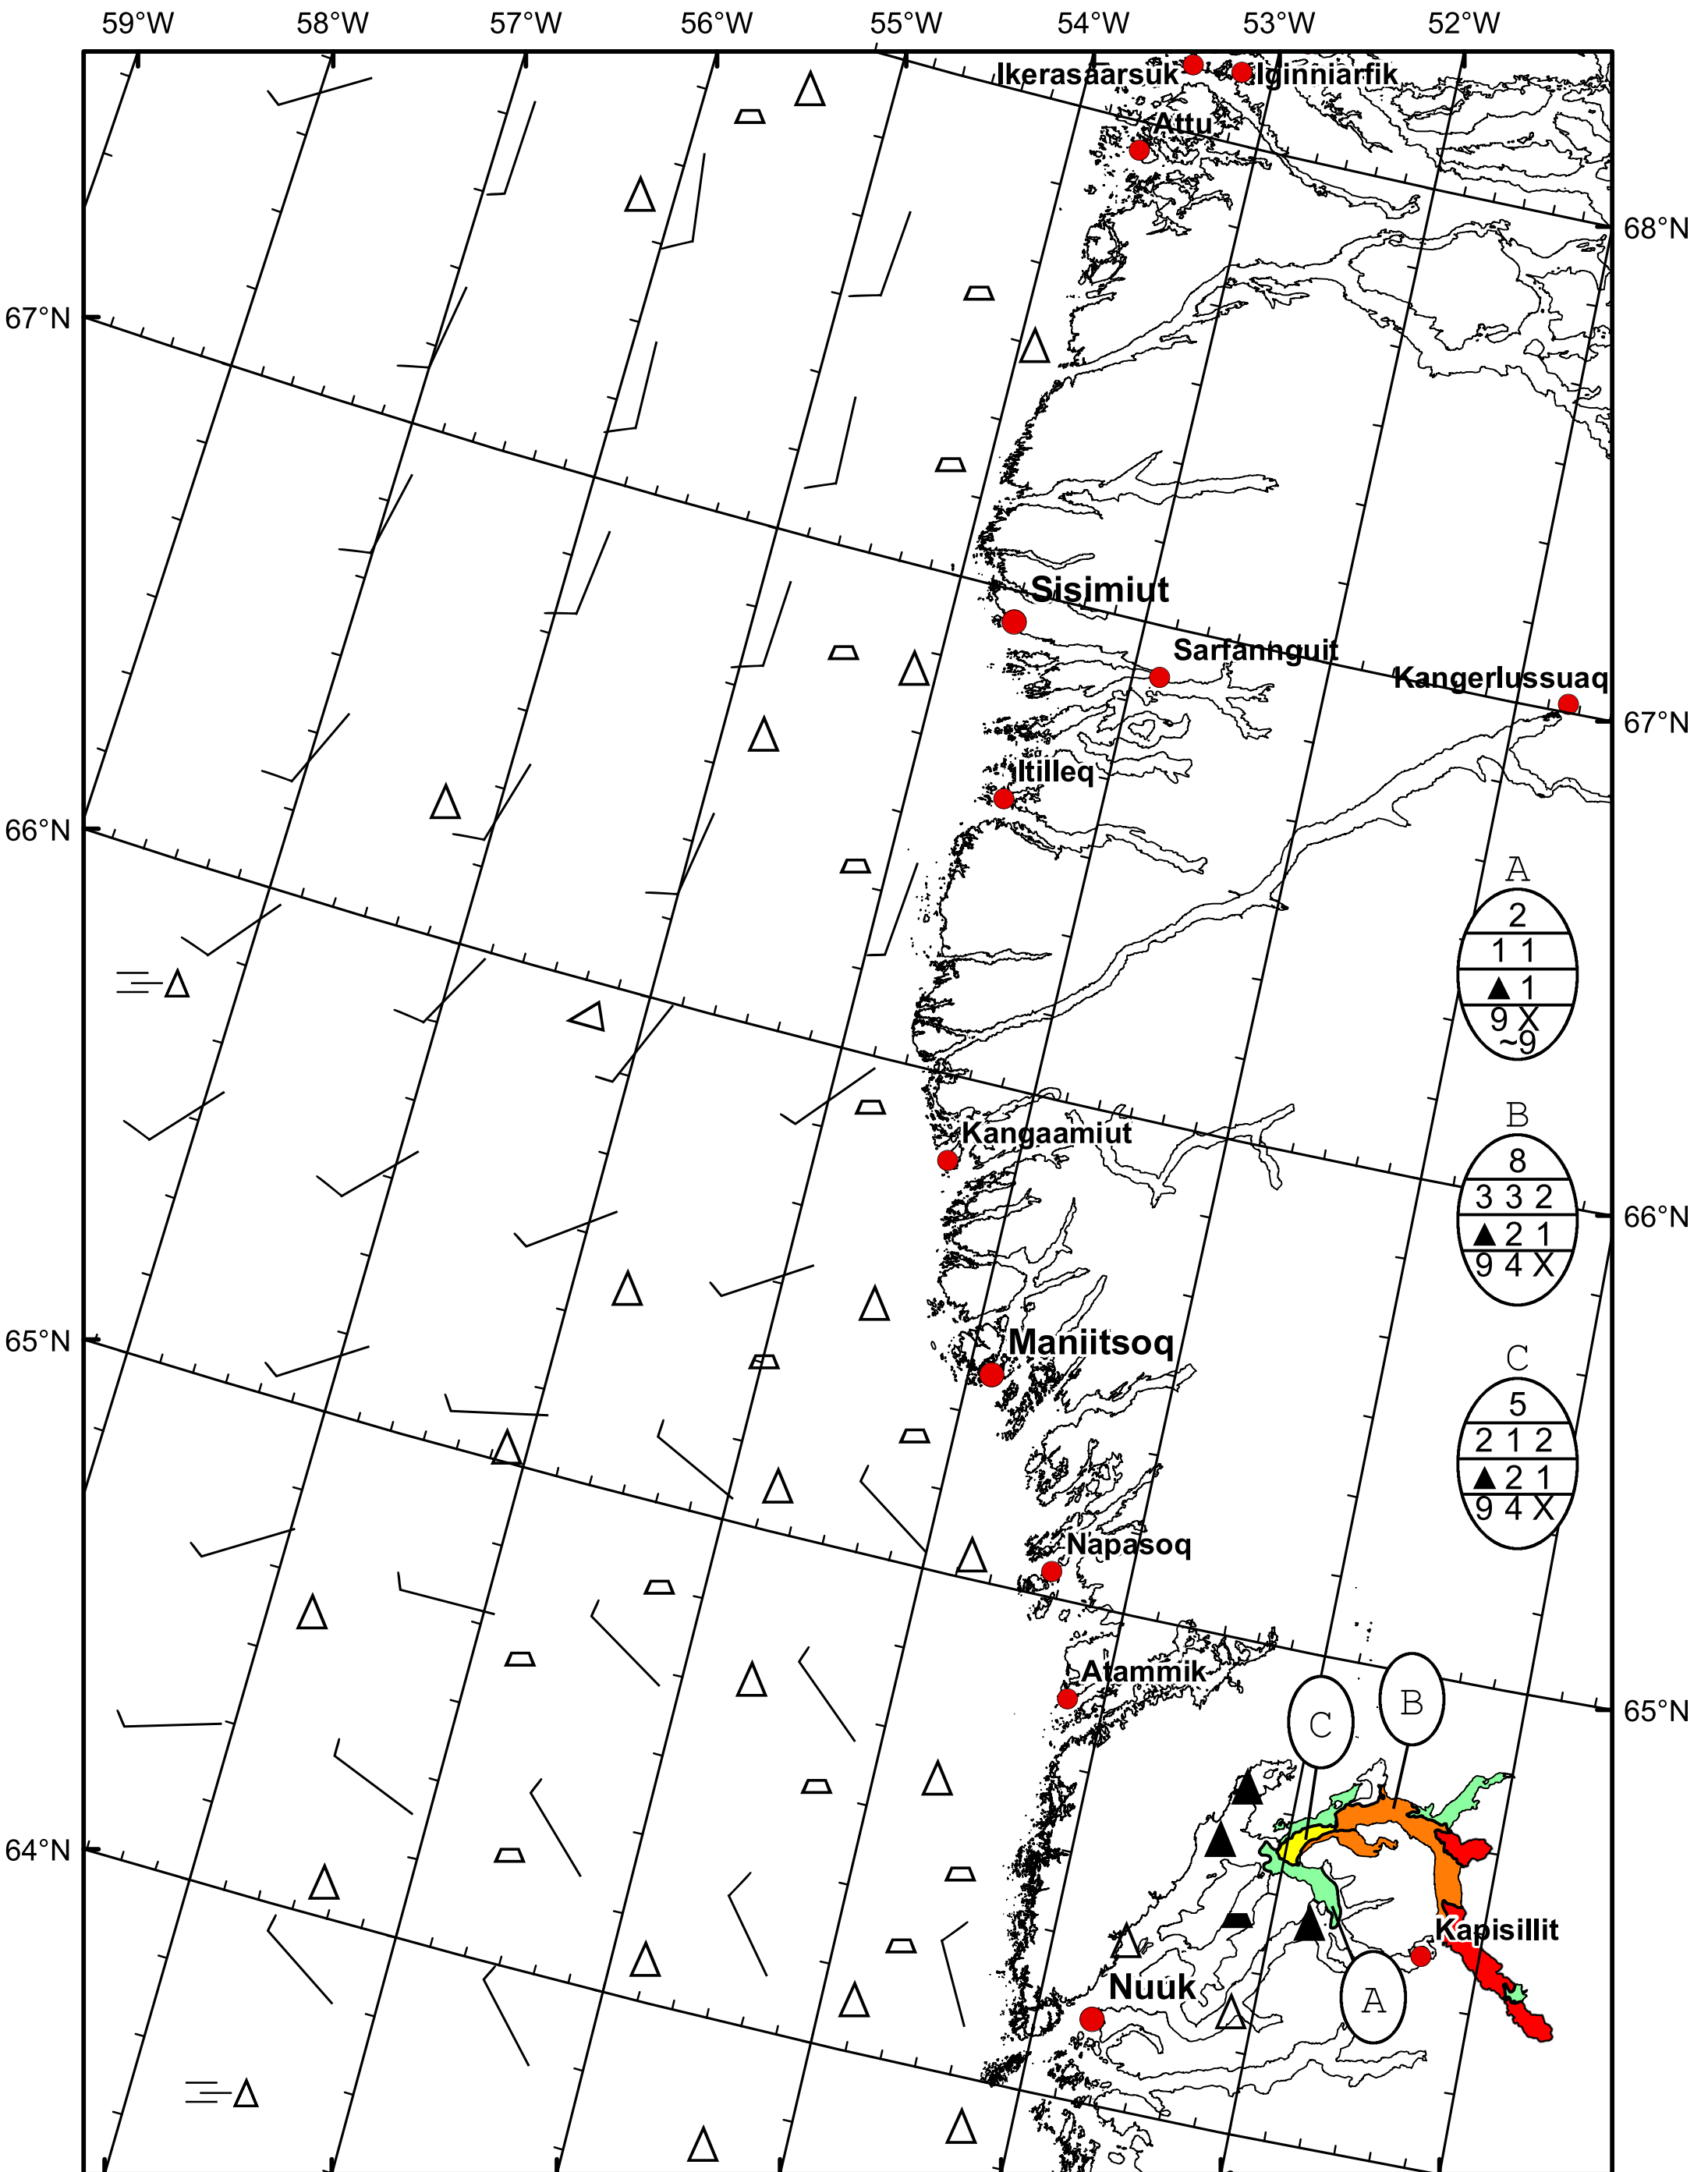 59°W 58°W 57°W 56°W 55°W 54°W 53°W 52°W
Ikerasaarsuk Iginniarfik
Attu
68°N
67°N
Sisimiut
Sarfannguit
Kangerlussuaq
67°N
Itilleq
66°N
A
2
1 1
▲ 1
9 X
~9
Kangaamiut
B
8
3 3 2
▲ 2 1
9 4 X
66°N
65°N
Maniitsoq
C
5
2 1 2
▲ 2 1
9 4 X
Napasoq
Atammik
C
B
65°N
64°N
Kapisillit
Nuuk
A